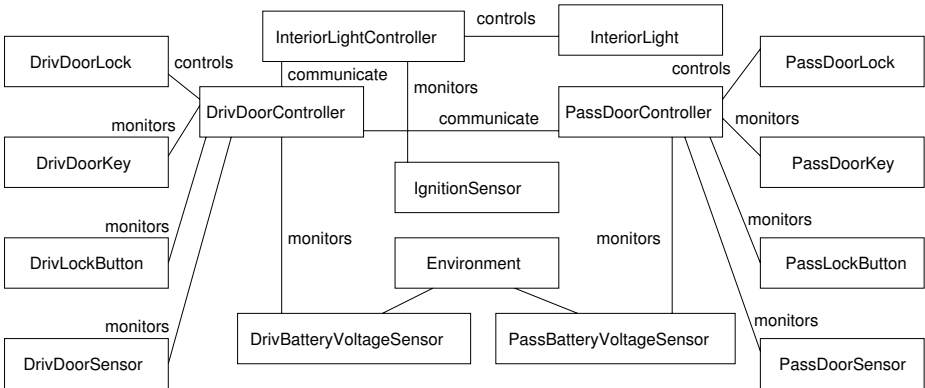 controls
InteriorLightController
InteriorLight
DrivDoorLock
controls
communicate
monitors
controls
PassDoorLock
DrivDoorController
PassDoorController
monitors
communicate
monitors
DrivDoorKey
PassDoorKey
IgnitionSensor
monitors
monitors
monitors
monitors
DrivLockButton
Environment
PassLockButton
monitors
monitors
DrivBatteryVoltageSensor
PassBatteryVoltageSensor
DrivDoorSensor
PassDoorSensor